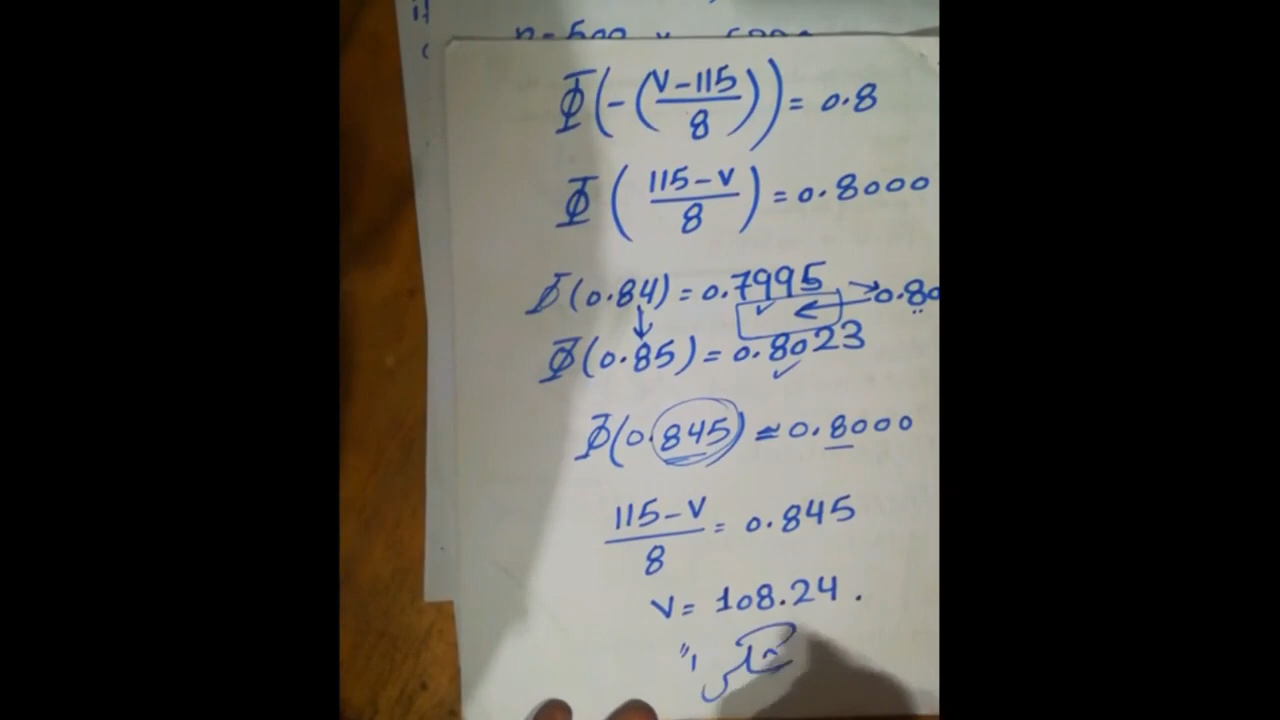 Φ(-(V-115/8)) = 0.8
Φ(115-V/8) = 0.8000
Φ(0.84) = 0.7995 → 0.80
Φ(0.85) = 0.8023
Φ(0.845) ≈ 0.8000
115-V/8 = 0.845
V = 108.24 .